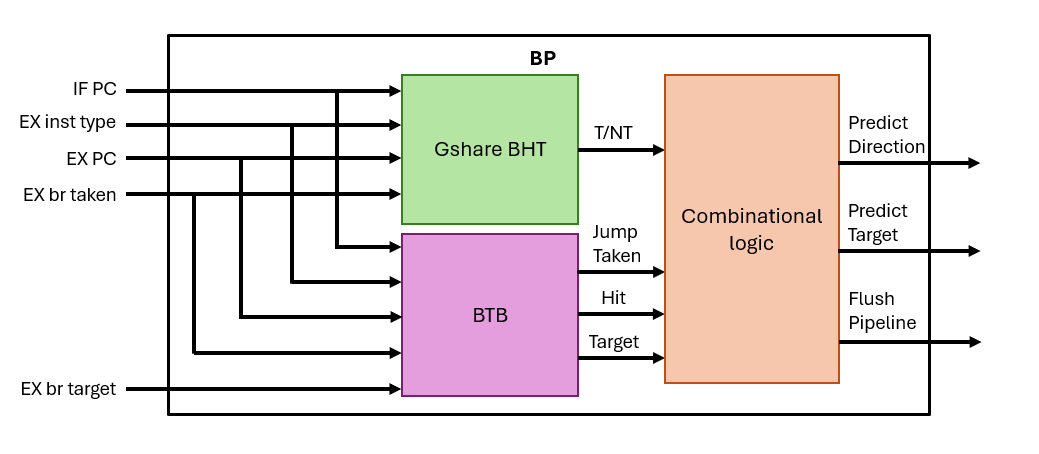 BP
IF PC
EX inst type
EX PC
EX br taken
EX br target
Gshare BHT
BTB
T/NT
Jump
Taken
Hit
Target
Combinational
logic
Predict
Direction
Predict
Target
Flush
Pipeline